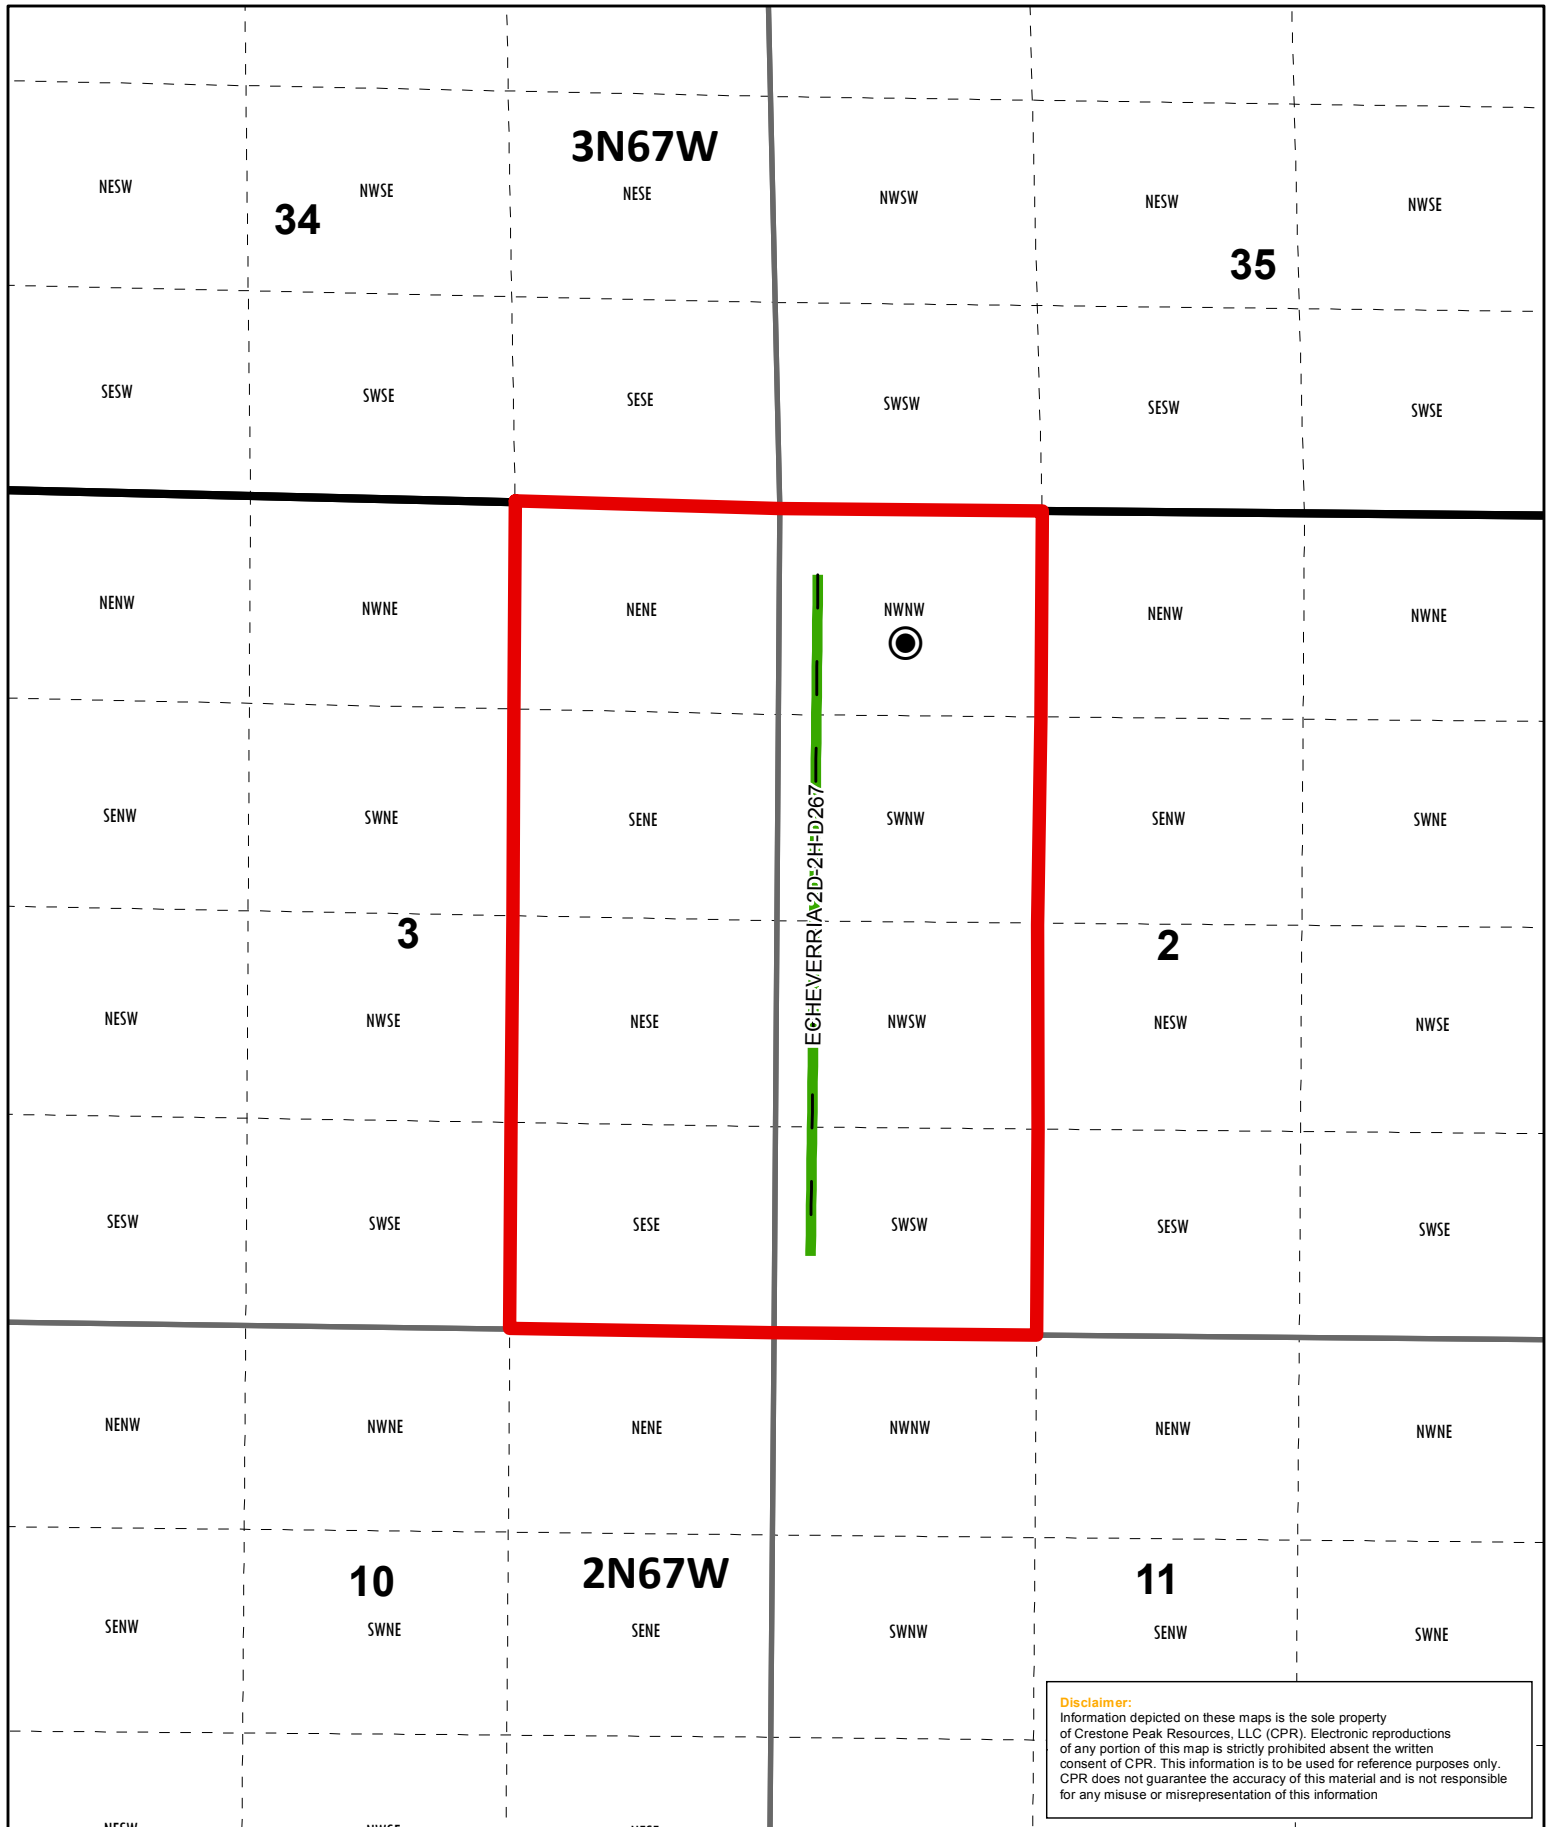 3N67W
NESW
NWSE
NESE
NWSW
NESW
NWSE
34
35
SESW
SWSE
SESE
SWSW
SESW
SWSE
NENW
NWNE
NENE
NWNW
NENW
NWNE
SENW
SWNE
SENE
ECHEVERRIA 2D-2H-D267
SWNW
SENW
SWNE
3
2
NESW
NWSE
NESE
NWSW
NESW
NWSE
SESW
SWSE
SESE
SWSW
SESW
SWSE
NENW
NWNE
NENE
NWNW
NENW
NWNE
10
2N67W
11
SENW
SWNE
SENE
SWNW
SENW
SWNE
Disclaimer:
Information depicted on these maps is the sole property
of Crestone Peak Resources, LLC (CPR). Electronic reproductions
of any portion of this map is strictly prohibited absent the written
consent of CPR. This information is to be used for reference purposes only.
CPR does not guarantee the accuracy of this material and is not responsible
for any misuse or misrepresentation of this information